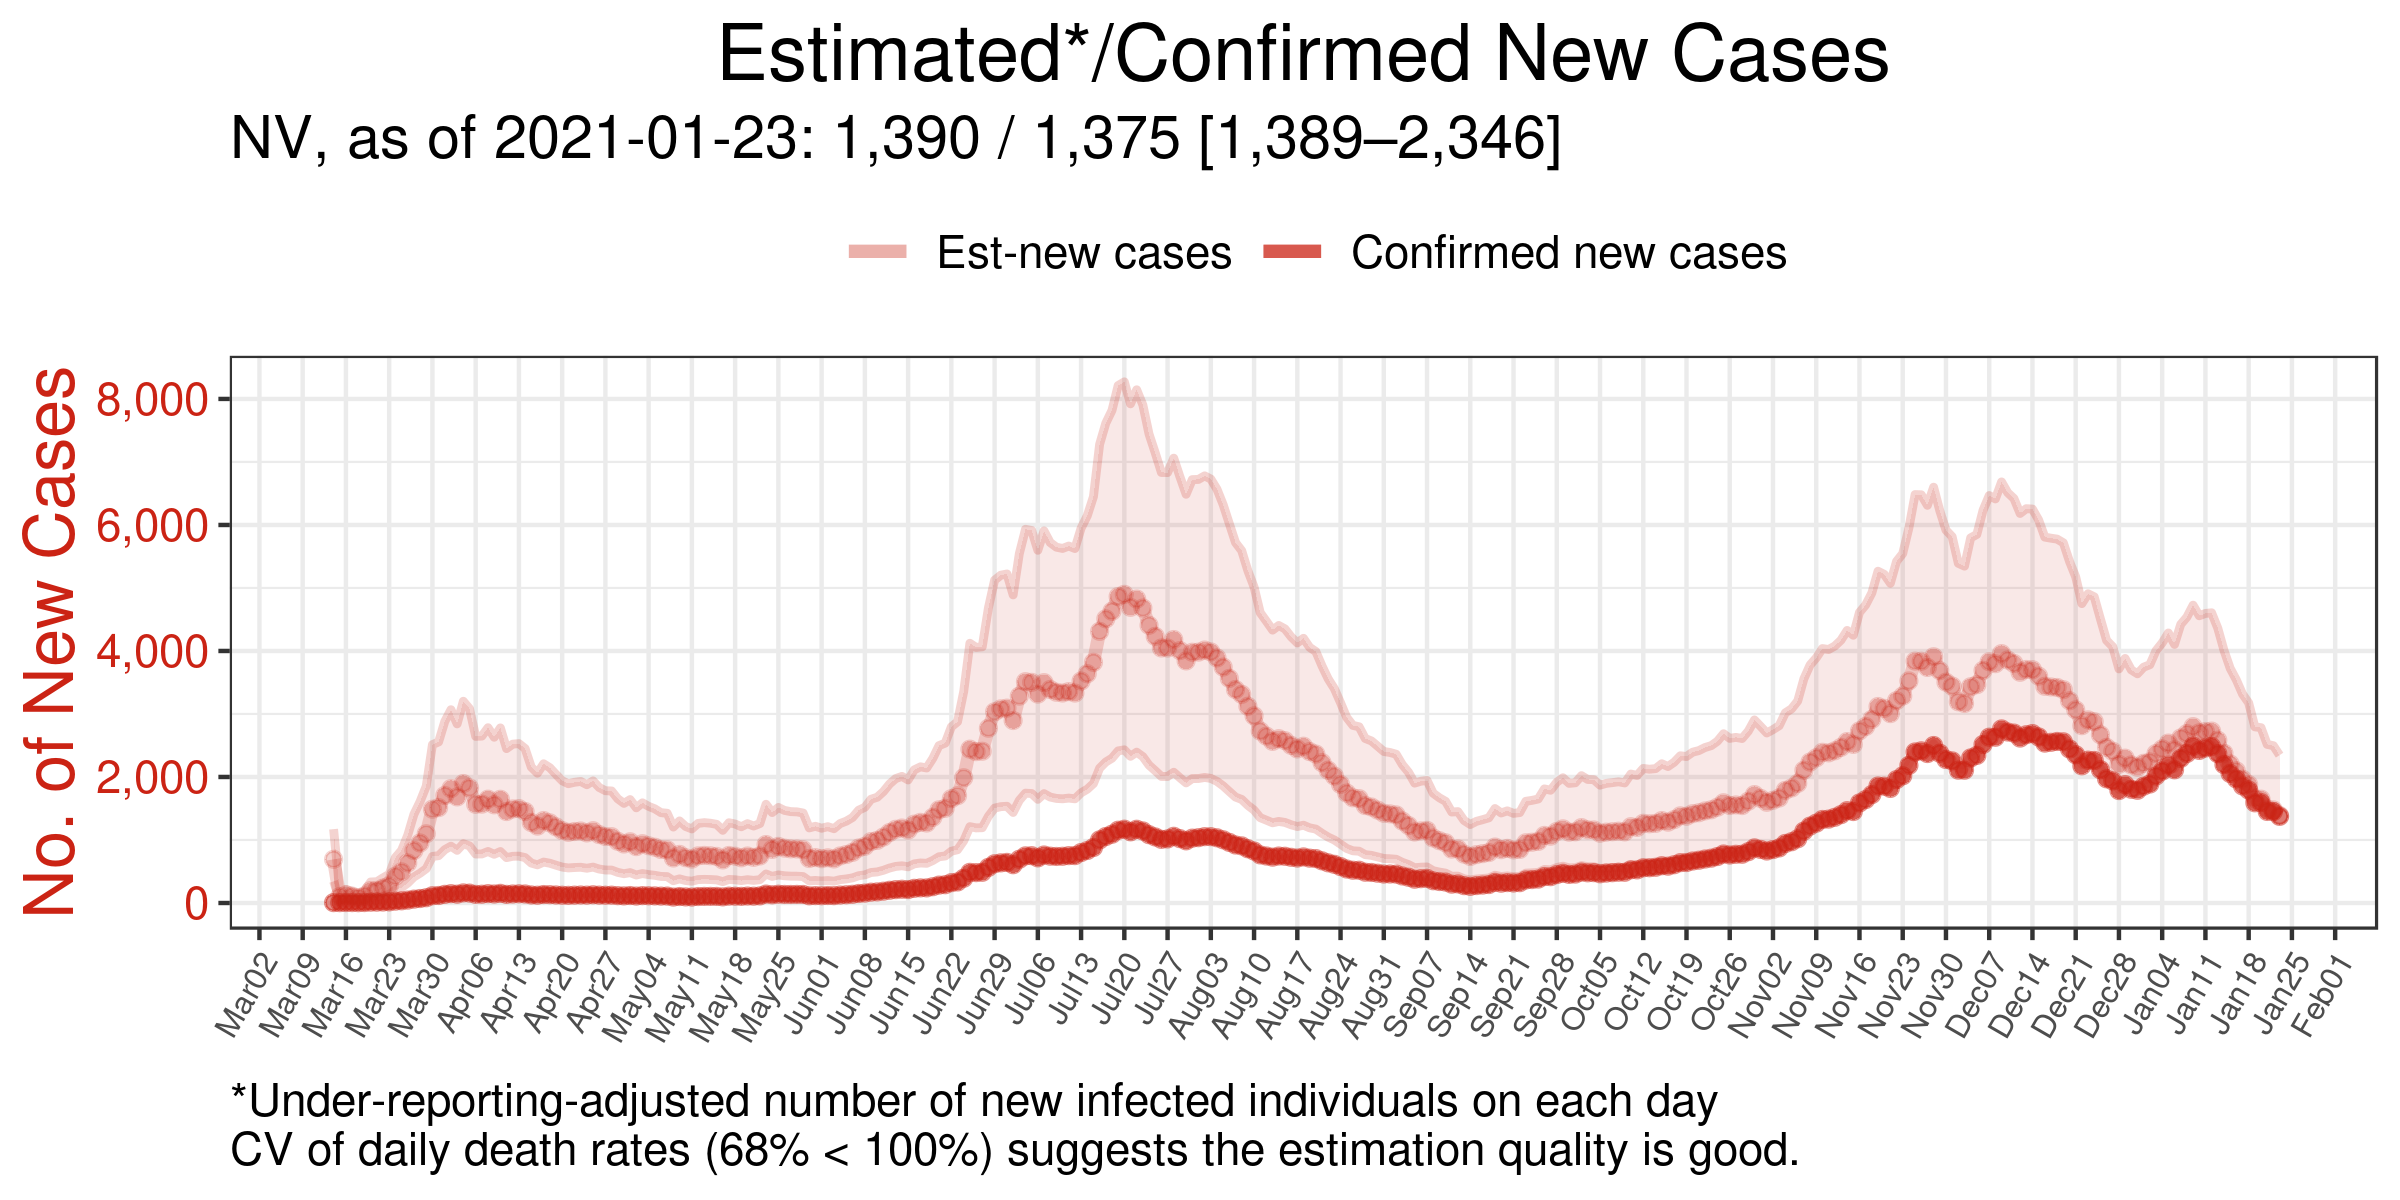 Estimated*/Confirmed New Cases
NV, as of 2021-01-23: 1,390 / 1,375 [1,389–2,346]
Est-new cases Confirmed new cases
No. of New Cases
8,000
6,000
4,000
2,000
0
Mar02 Mar09 Mar16 Mar23 Mar30 Apr06 Apr13 Apr20 Apr27 May04 May11 May18 May25 Jun01 Jun08 Jun15 Jun22 Jun29 Jul06 Jul13 Jul20 Jul27 Aug03 Aug10 Aug17 Aug24 Aug31 Sep07 Sep14 Sep21 Sep28 Oct05 Oct12 Oct19 Oct26 Nov02 Nov09 Nov16 Nov23 Nov30 Dec07 Dec14 Dec21 Dec28 Jan04 Jan11 Jan18 Jan25 Feb01
*Under-reporting-adjusted number of new infected individuals on each day
CV of daily death rates (68% < 100%) suggests the estimation quality is good.